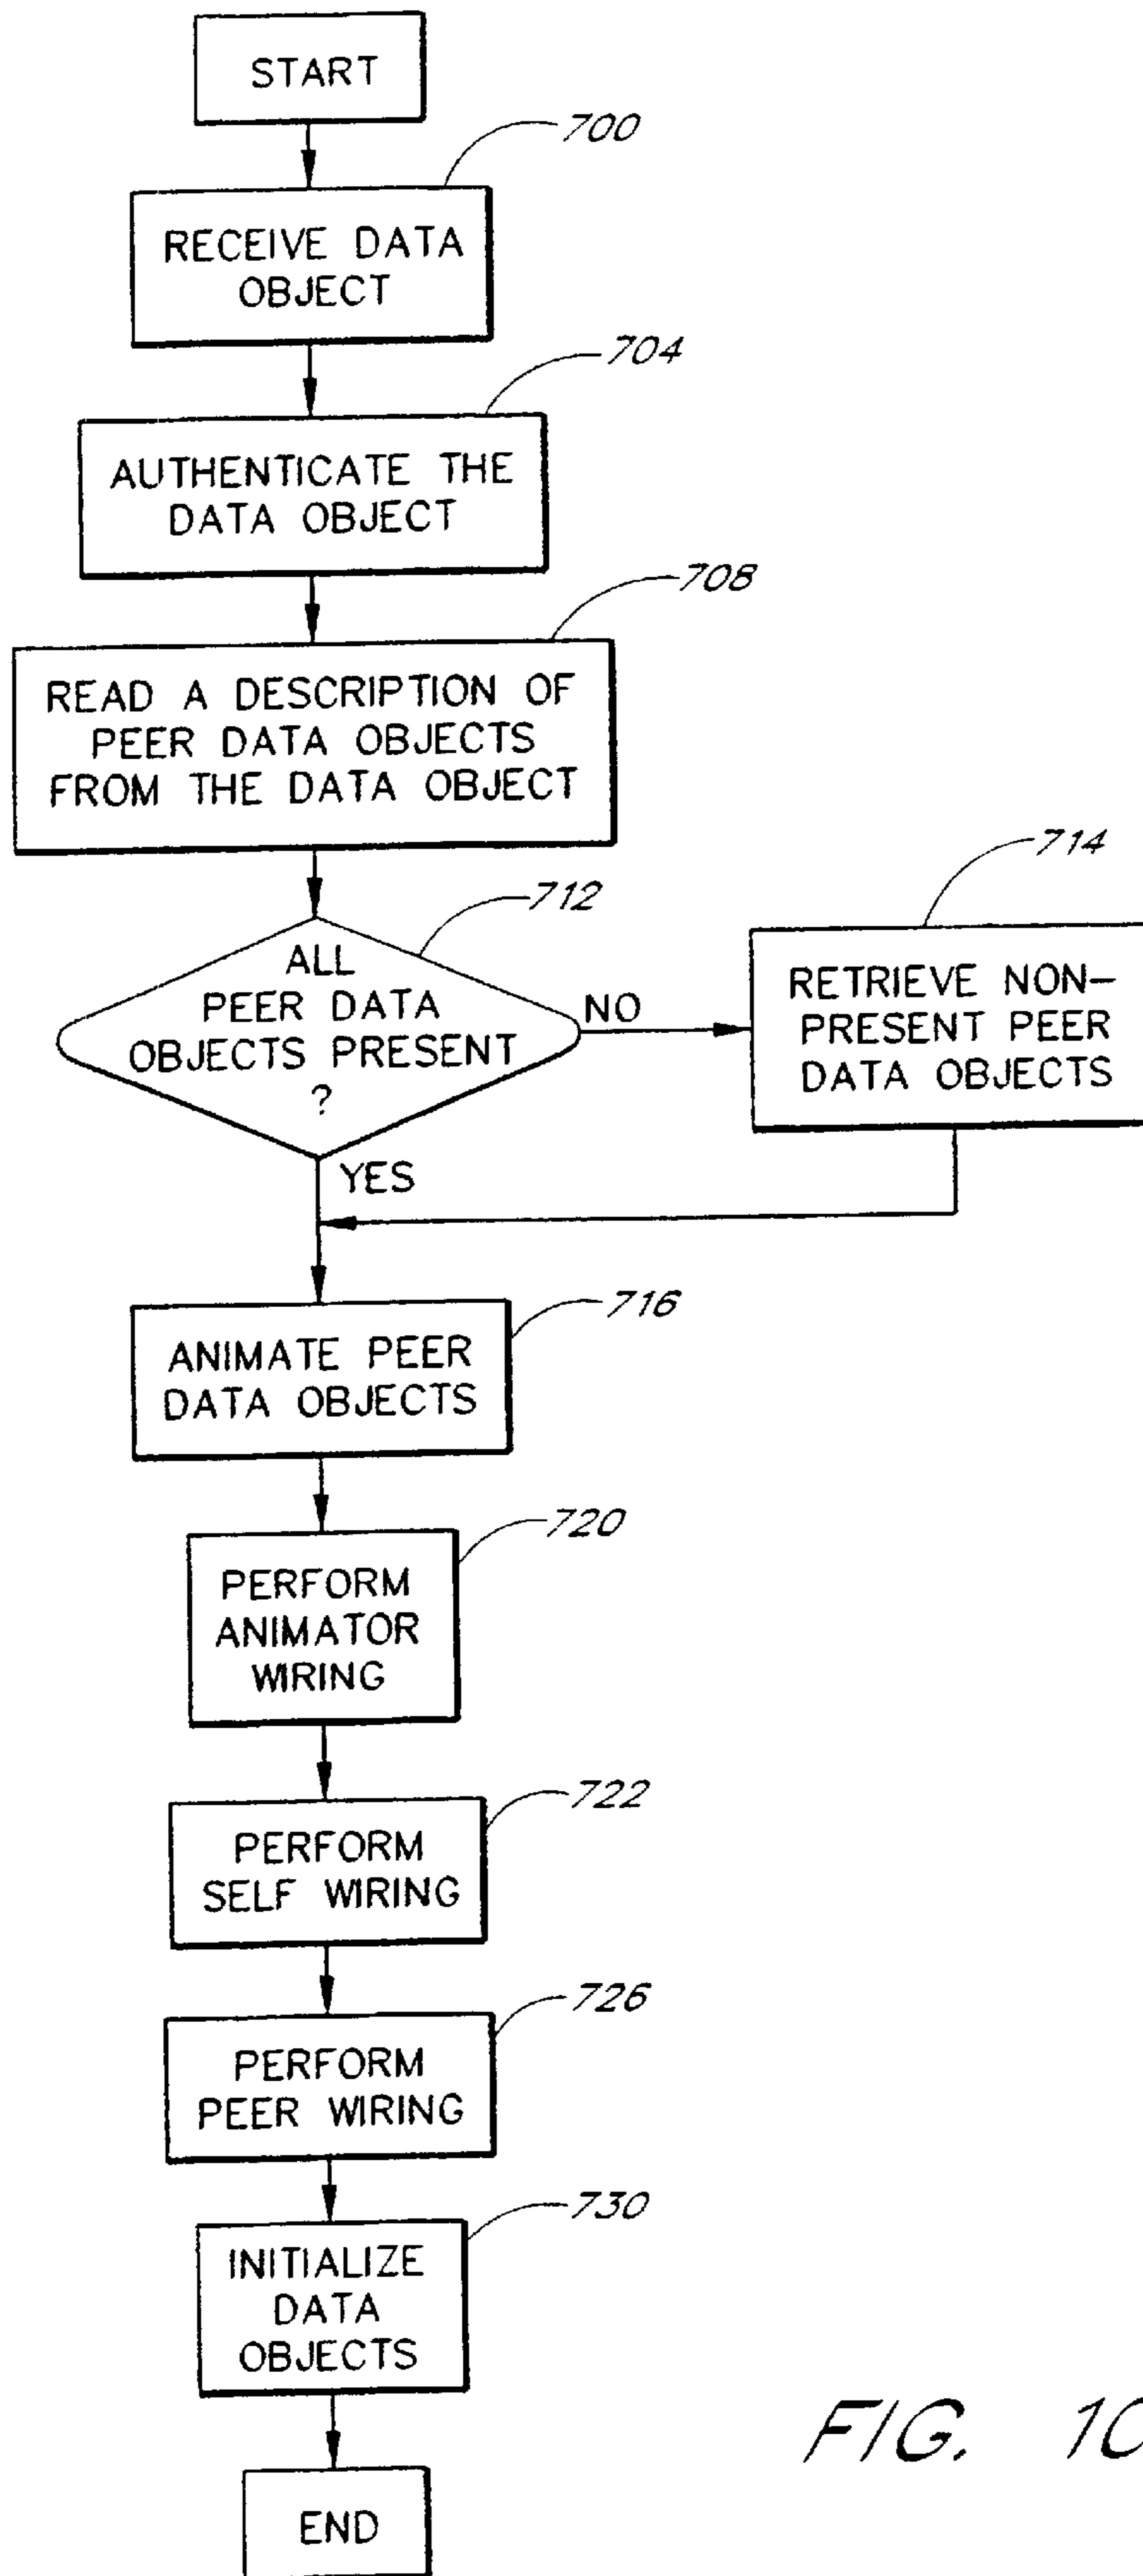 START
700
RECEIVE DATA
OBJECT
704
AUTHENTICATE THE
DATA OBJECT
708
READ A DESCRIPTION OF
PEER DATA OBJECTS
FROM THE DATA OBJECT
712
714
ALL
PEER DATA
OBJECTS PRESENT
?
NO
RETRIEVE NON-
PRESENT PEER
DATA OBJECTS
YES
716
ANIMATE PEER
DATA OBJECTS
720
PERFORM
ANIMATOR
WIRING
722
PERFORM
SELF WIRING
726
PERFORM
PEER WIRING
730
INITIALIZE
DATA
OBJECTS
END
FIG.